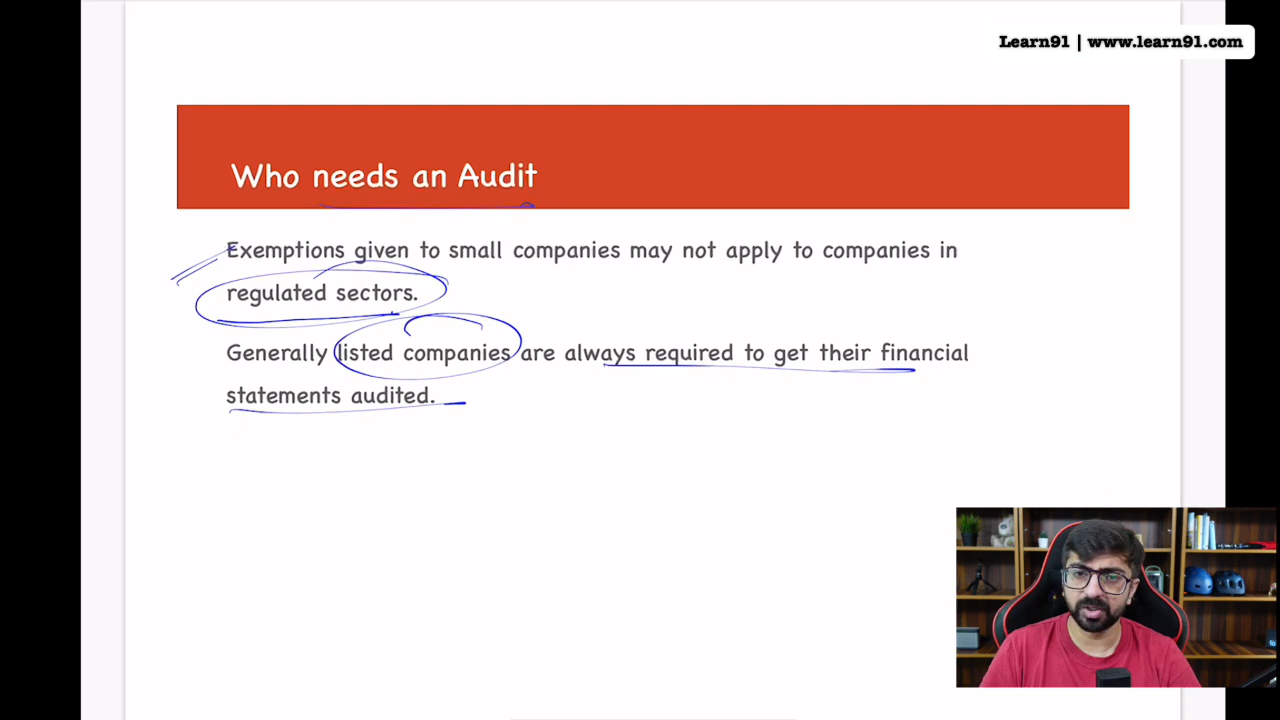 Learn91 | www.learn91.com
Who needs an Audit
Exemptions given to small companies may not apply to companies in
regulated sectors.
Generally listed companies are always required to get their financial
statements audited.